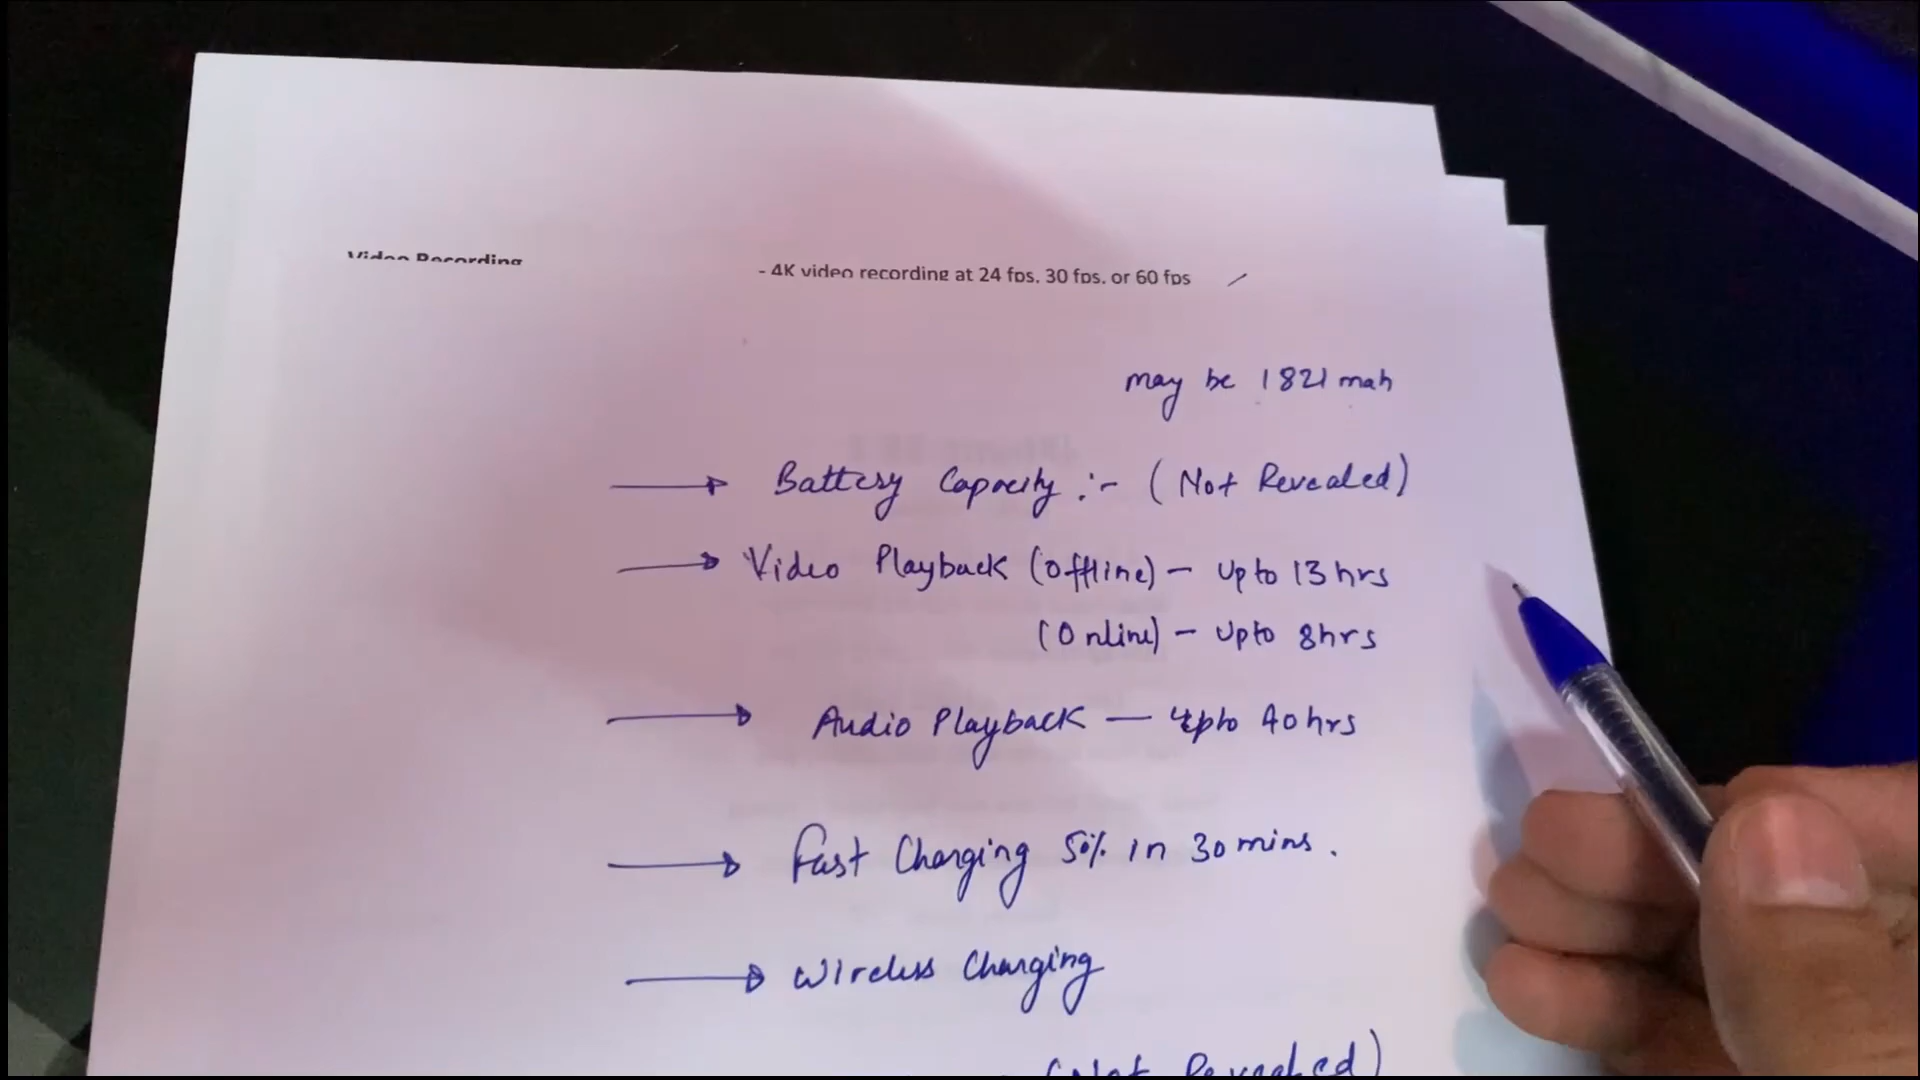 Video Recording - 4K video recording at 24 fps, 30 fps, or 60 fps
may be 1821 mah
Battery Capacity :- (Not Revealed)
Video Playback (offline) - Upto 13 hrs
(Online) - Upto 8hrs
Audio Playback - Upto 40 hrs
Fast Charging 50% in 30 mins.
Wireless Charging
(Not Revealed)